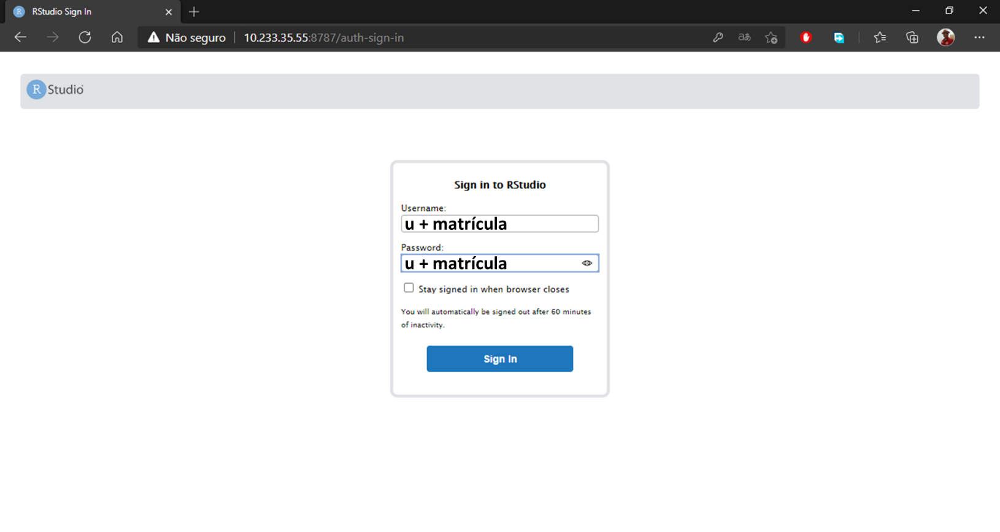 RStudio Sign In
Não seguro
10.233.35.55:8787/auth-sign-in
R Studio
Sign in to RStudio
Username:
u + matrícula
Password:
u + matrícula
Stay signed in when browser closes
You will automatically be signed out after 60 minutes
of inactivity.
Sign In